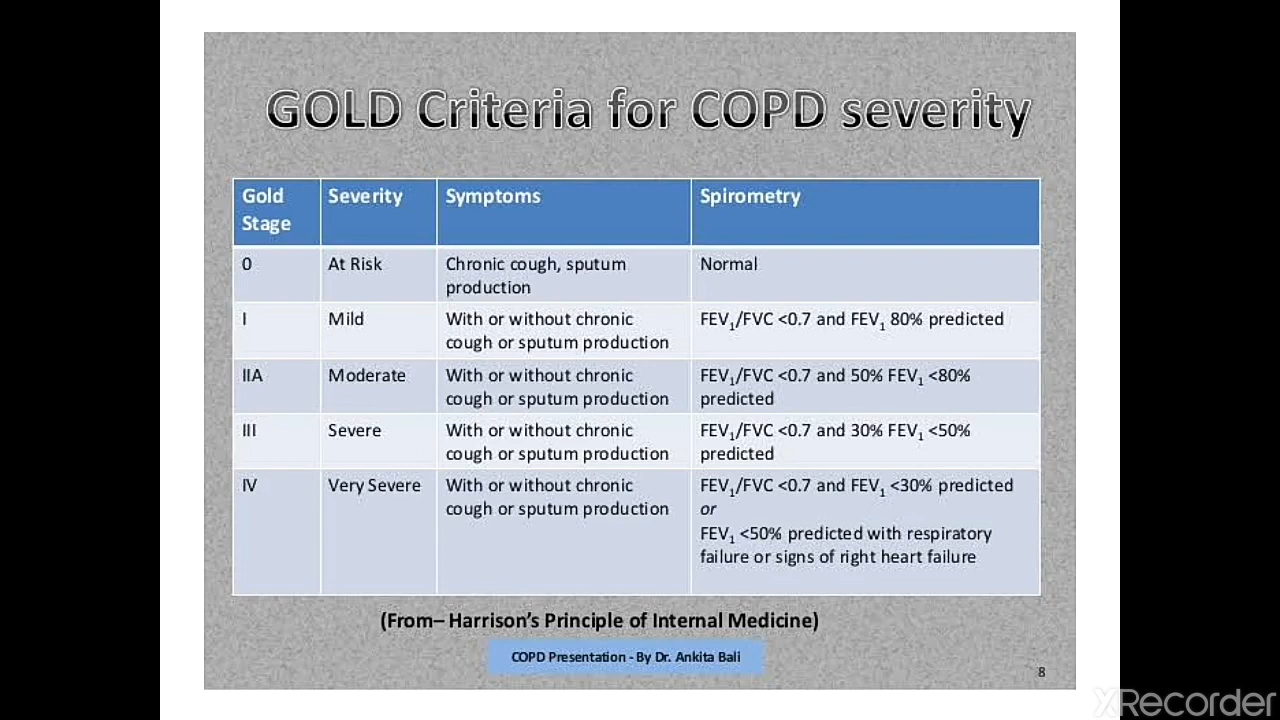 GOLD Criteria for COPD severity
Gold Stage Severity Symptoms Spirometry
0 At Risk Chronic cough, sputum production Normal
I Mild With or without chronic cough or sputum production FEV1/FVC <0.7 and FEV1 80% predicted
IIA Moderate With or without chronic cough or sputum production FEV1/FVC <0.7 and 50% FEV1 <80% predicted
III Severe With or without chronic cough or sputum production FEV1/FVC <0.7 and 30% FEV1 <50% predicted
IV Very Severe With or without chronic cough or sputum production FEV1/FVC <0.7 and FEV1 <30% predicted
or
FEV1 <50% predicted with respiratory failure or signs of right heart failure
(From– Harrison's Principle of Internal Medicine)
COPD Presentation - By Dr. Ankita Bali
8
XRecorder